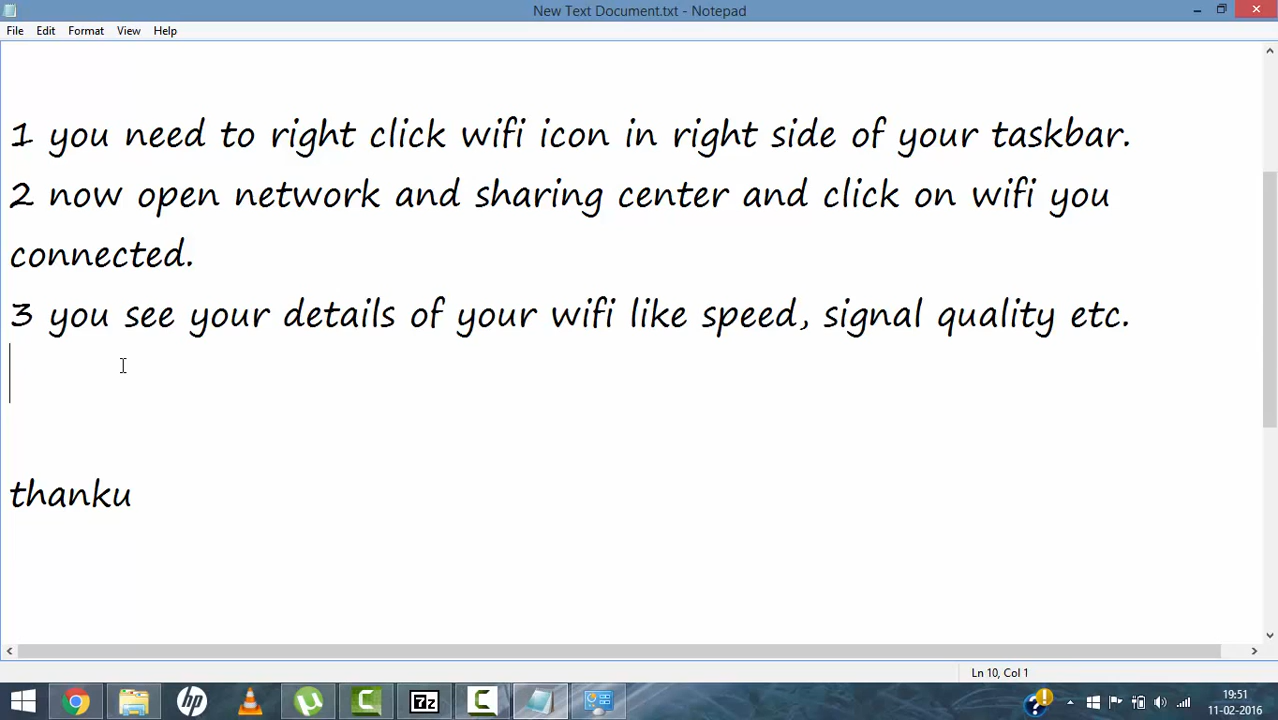 New Text Document.txt - Notepad
File Edit Format View Help
1 you need to right click wifi icon in right side of your taskbar.
2 now open network and sharing center and click on wifi you
connected.
3 you see your details of your wifi like speed, signal quality etc.
thanku
Ln 10, Col 1
hp
7z
19:51
11-02-2016